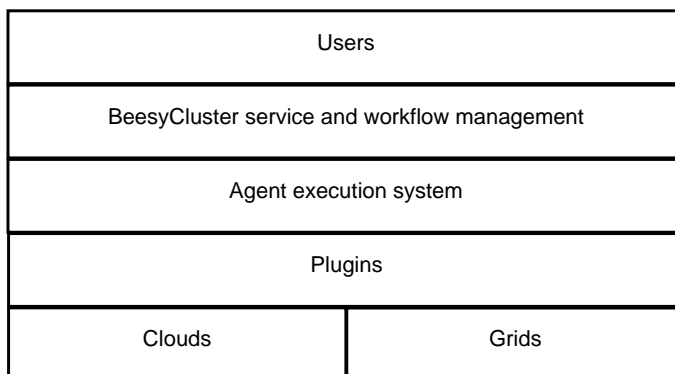 Users
BeesyCluster service and workflow management
Agent execution system
Plugins
Clouds
Grids